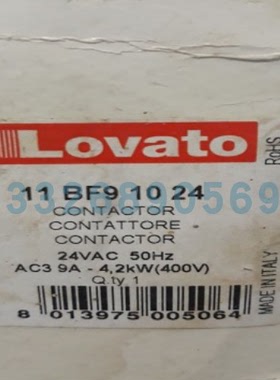 Lovato
RoHS
11 BF9 10 24
3326890569
CONTACTOR
CONTATTORE
CONTACTOR
24VAC 50Hz
AC3 9A - 4,2kW(400V)
Q.ty 1
MADE IN ITALY
8 013975 005064